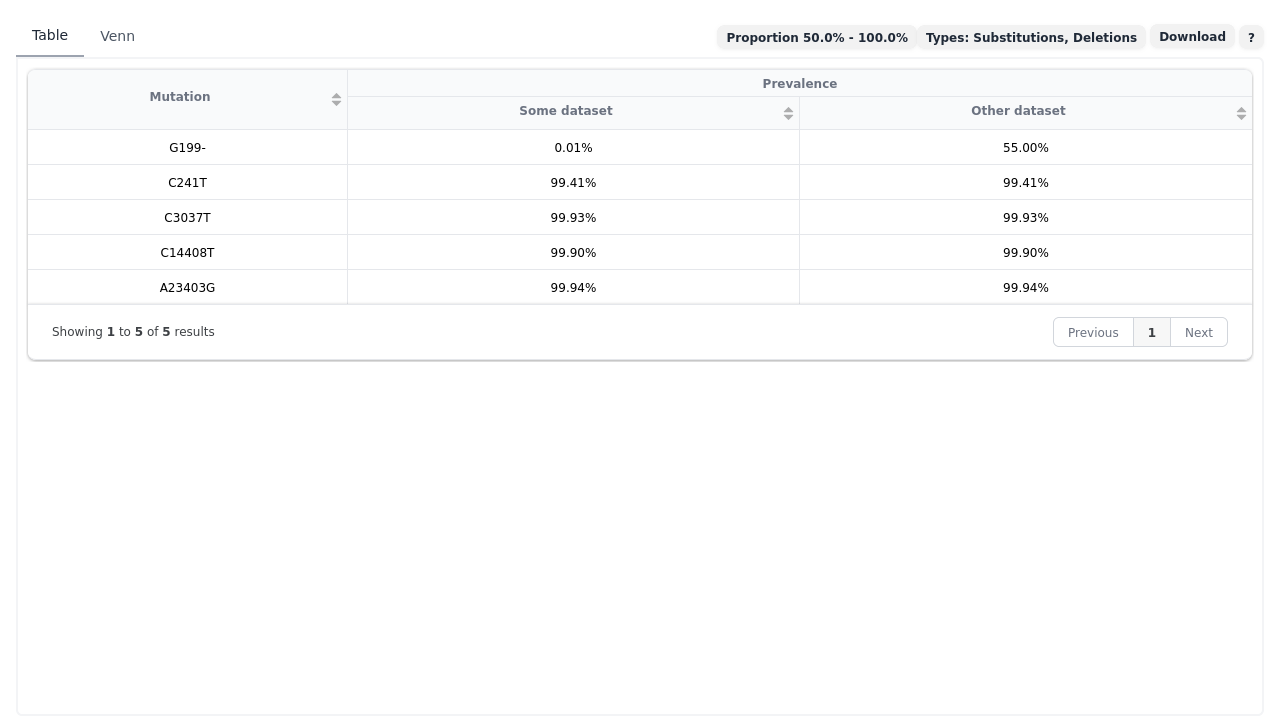 Table Venn Proportion 50.0% - 100.0% Types: Substitutions, Deletions Download ?
Mutation Prevalence
Some dataset Other dataset
G199- 0.01% 55.00%
C241T 99.41% 99.41%
C3037T 99.93% 99.93%
C14408T 99.90% 99.90%
A23403G 99.94% 99.94%
Showing 1 to 5 of 5 results Previous 1 Next